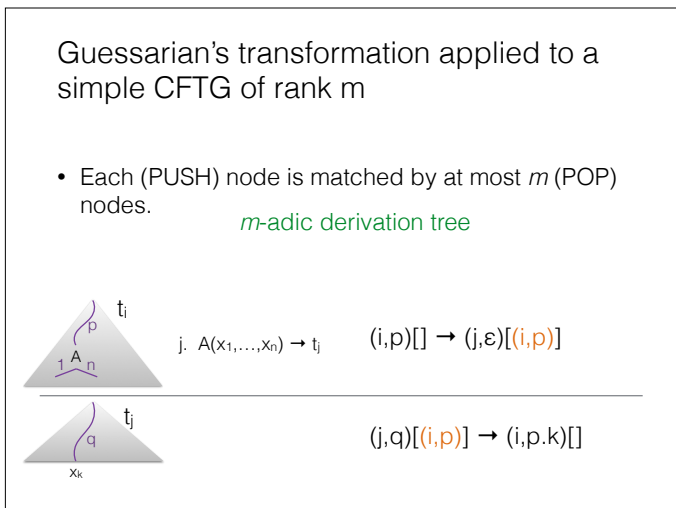 Guessarian's transformation applied to a
simple CFTG of rank m
• Each (PUSH) node is matched by at most m (POP)
nodes.
m-adic derivation tree
ti
p
A
1 n
j. A(x1,…,xn) → tj
(i,p)[] → (j,ε)[(i,p)]
tj
q
xk
(j,q)[(i,p)] → (i,p.k)[]